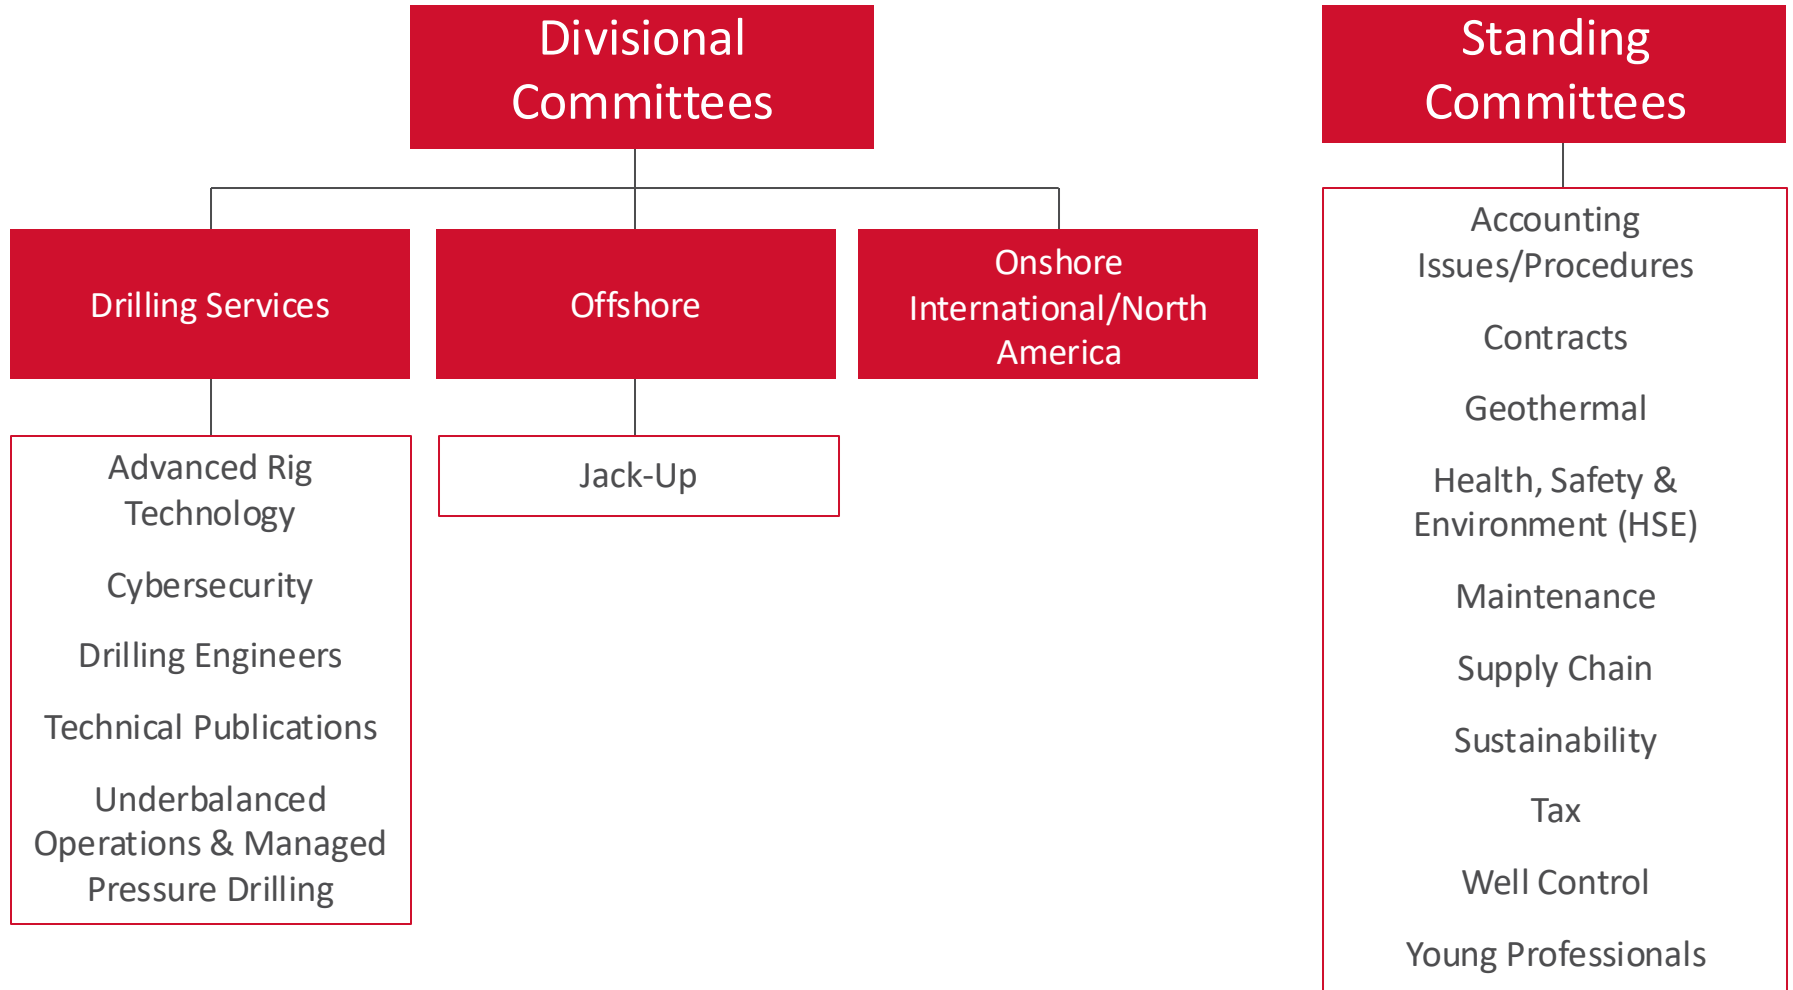 Divisional
Committees
Standing
Committees
Drilling Services
Offshore
Onshore
International/North
America
Advanced Rig
Technology
Cybersecurity
Drilling Engineers
Technical Publications
Underbalanced
Operations & Managed
Pressure Drilling
Jack-Up
Accounting
Issues/Procedures
Contracts
Geothermal
Health, Safety &
Environment (HSE)
Maintenance
Supply Chain
Sustainability
Tax
Well Control
Young Professionals